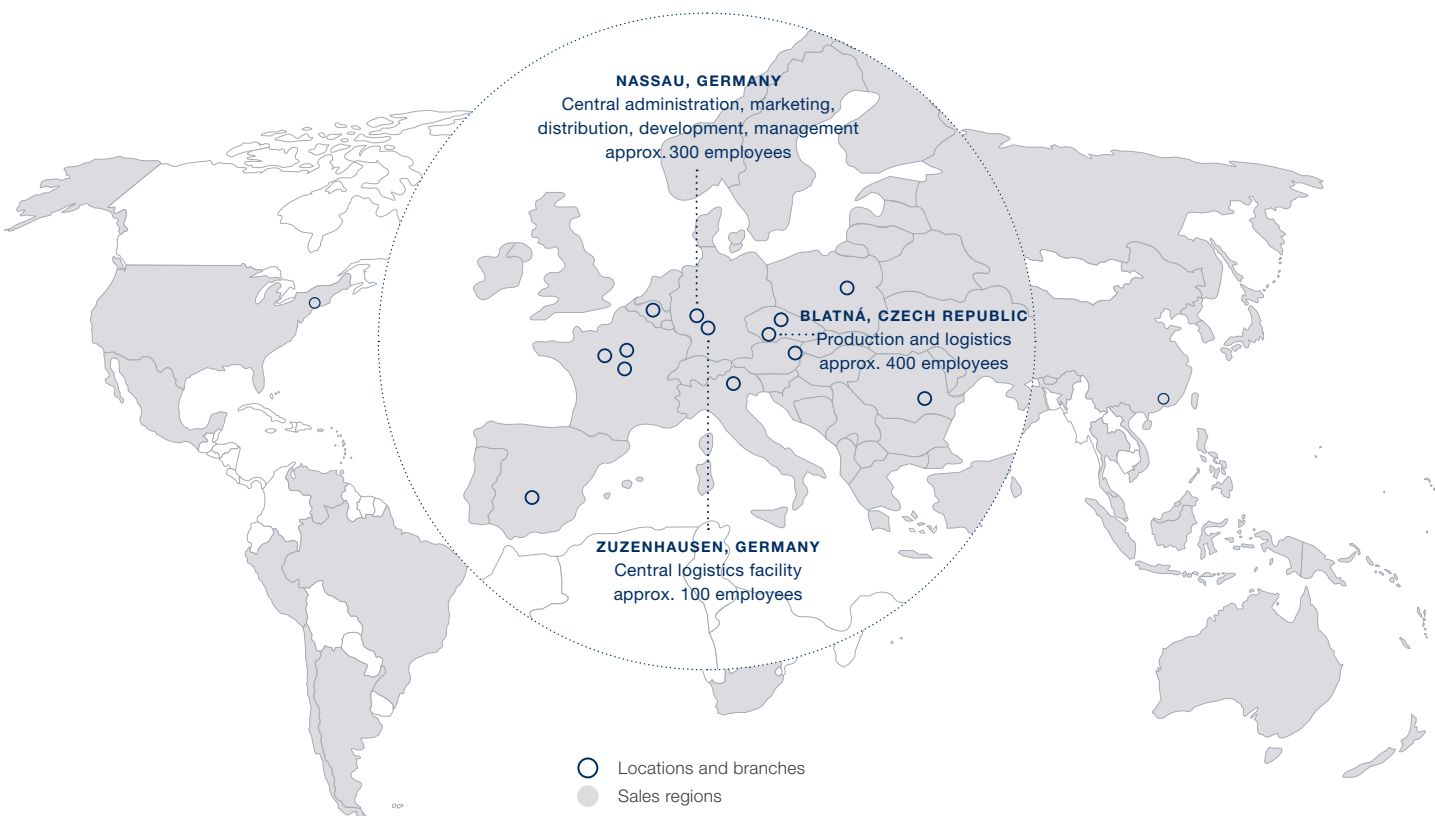 NASSAU, GERMANY
Central administration, marketing,
distribution, development, management
approx. 300 employees
BLATNÁ, CZECH REPUBLIC
Production and logistics
approx. 400 employees
ZUZENHAUSEN, GERMANY
Central logistics facility
approx. 100 employees
Locations and branches
Sales regions